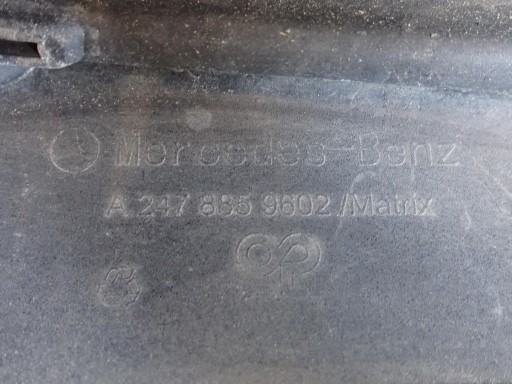 Mercedes-Benz
A 247 885 9602 /Matrix